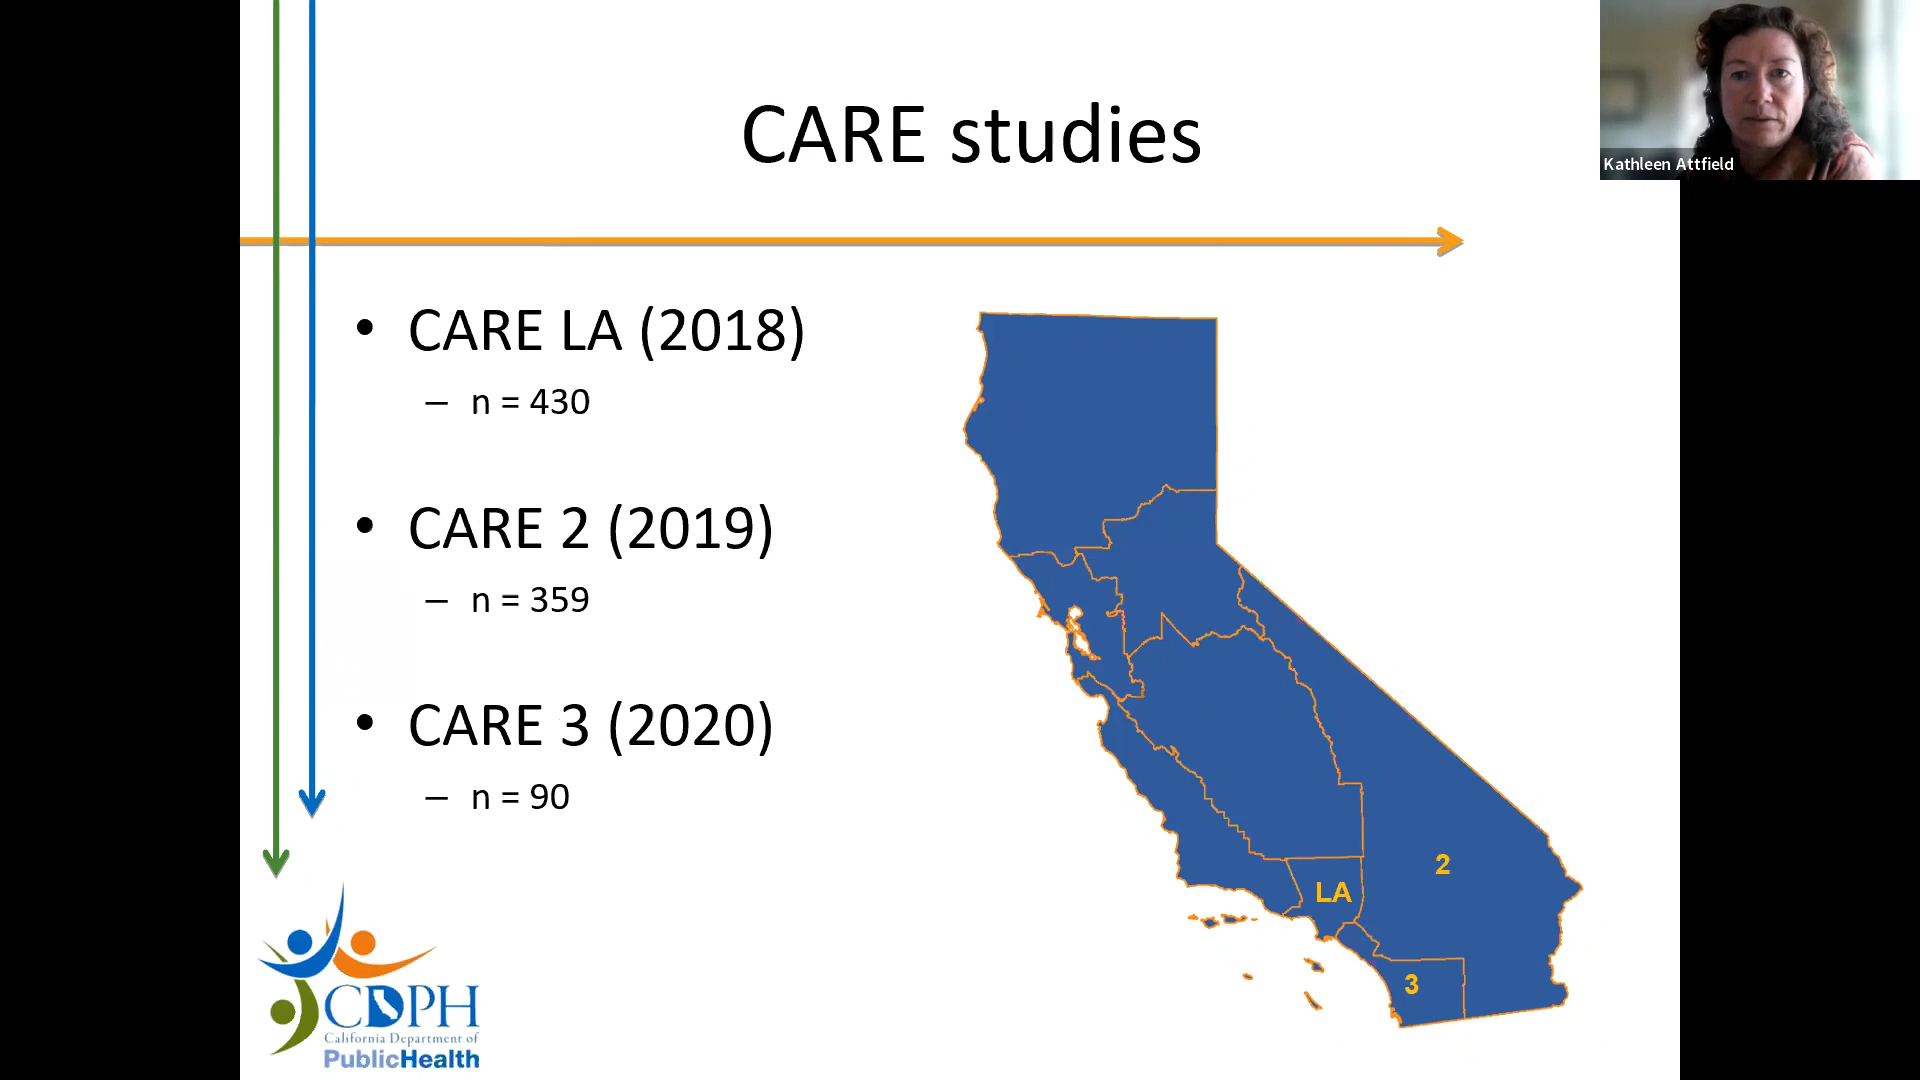 CARE studies
Kathleen Attfield
• CARE LA (2018)
– n = 430
• CARE 2 (2019)
– n = 359
• CARE 3 (2020)
– n = 90
2
LA
3
CDPH
California Department of
PublicHealth